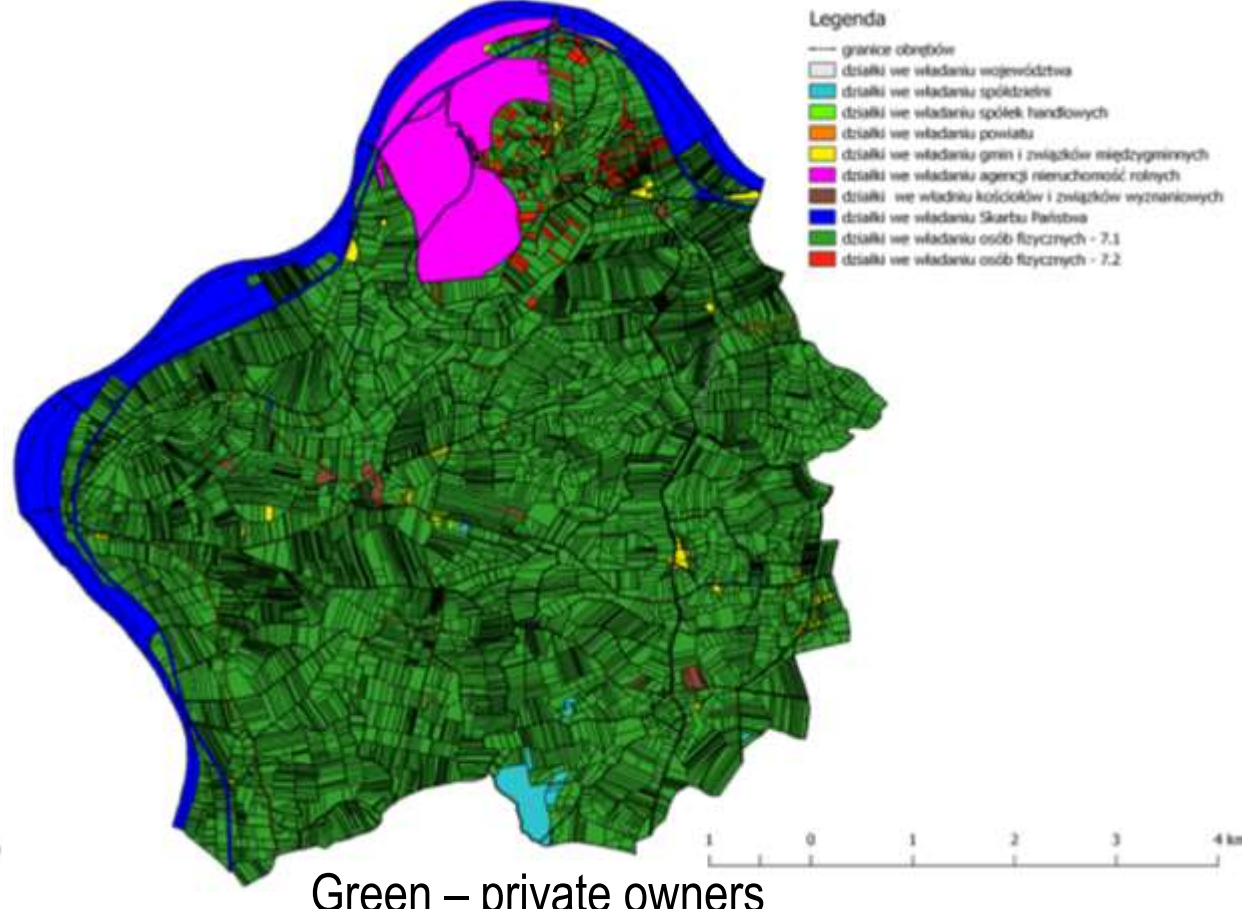 Legenda
granice obrębów
działki we władaniu województwa
działki we władaniu spółdzielni
działki we władaniu spółek handlowych
działki we władaniu powiatu
działki we władaniu gmin i związków międzygminnych
działki we władaniu agencji nieruchomość rolnych
działki we władniu kościołów i związków wyznaniowych
działki we władaniu Skarbu Państwa
działki we władaniu osób fizycznych - 7.1
działki we władaniu osób fizycznych - 7.2
1 0 1 2 3 4 km
Green – private owners